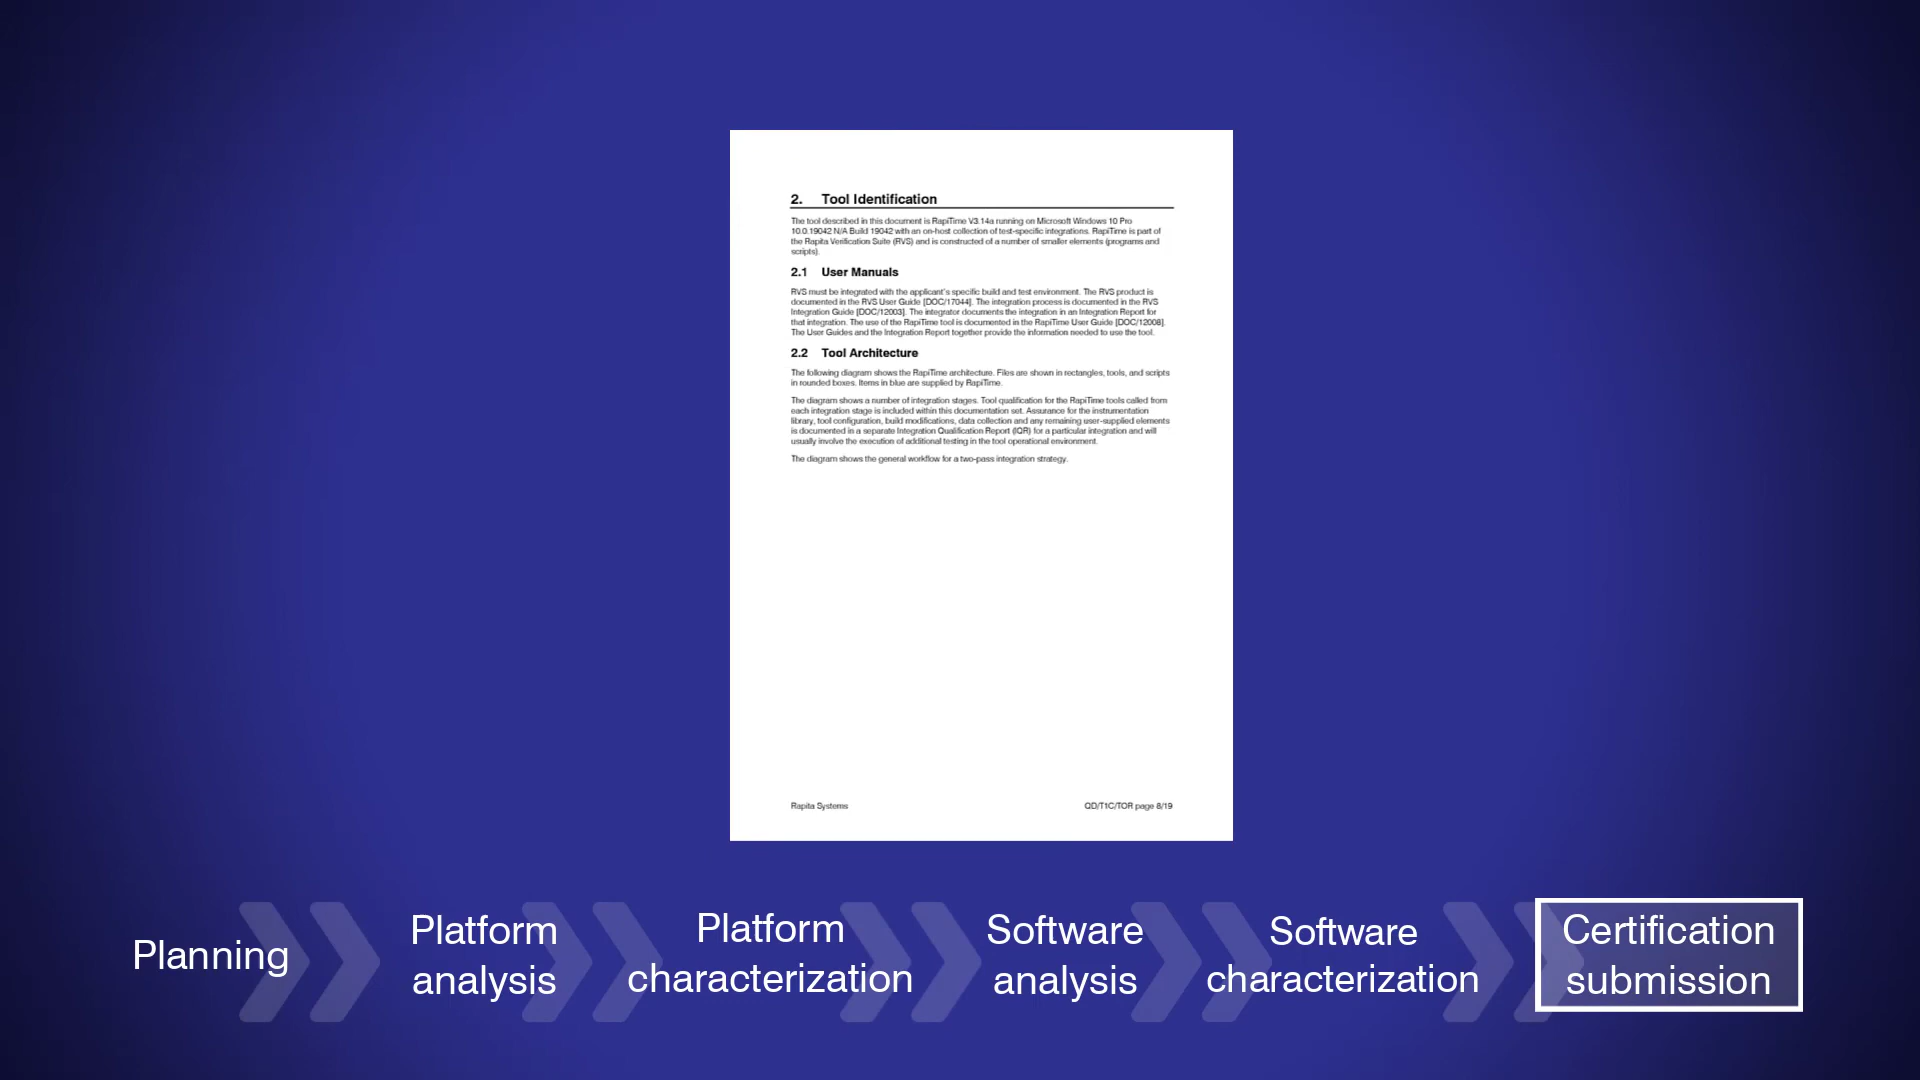 2. Tool Identification
The tool described in this document is RapiTime V3.14a running on Microsoft Windows 10 Pro
10.0.19042 N/A Build 19042 with an on-host collection of test-specific integrations. RapiTime is part of
the Rapita Verification Suite (RVS) and is constructed of a number of smaller elements (programs and
scripts).
2.1 User Manuals
RVS must be integrated with the applicant's specific build and test environment. The RVS product is
documented in the RVS User Guide [DOC/17044]. The integration process is documented in the RVS
Integration Guide [DOC/12003]. The integrator documents the integration in an Integration Report for
that integration. The use of the RapiTime tool is documented in the RapiTime User Guide [DOC/12008].
The User Guides and the Integration Report together provide the information needed to use the tool.
2.2 Tool Architecture
The following diagram shows the RapiTime architecture. Files are shown in rectangles, tools, and scripts
in rounded boxes. Items in blue are supplied by RapiTime.
The diagram shows a number of integration stages. Tool qualification for the RapiTime tools called from
each integration stage is included within this documentation set. Assurance for the instrumentation
library, tool configuration, build modifications, data collection and any remaining user-supplied elements
is documented in a separate Integration Qualification Report (IQR) for a particular integration and will
usually involve the execution of additional testing in the tool operational environment.
The diagram shows the general workflow for a two-pass integration strategy.
Rapita Systems
QD/T1C/TOR page 8/19
Planning
Platform
analysis
Platform
characterization
Software
analysis
Software
characterization
Certification
submission